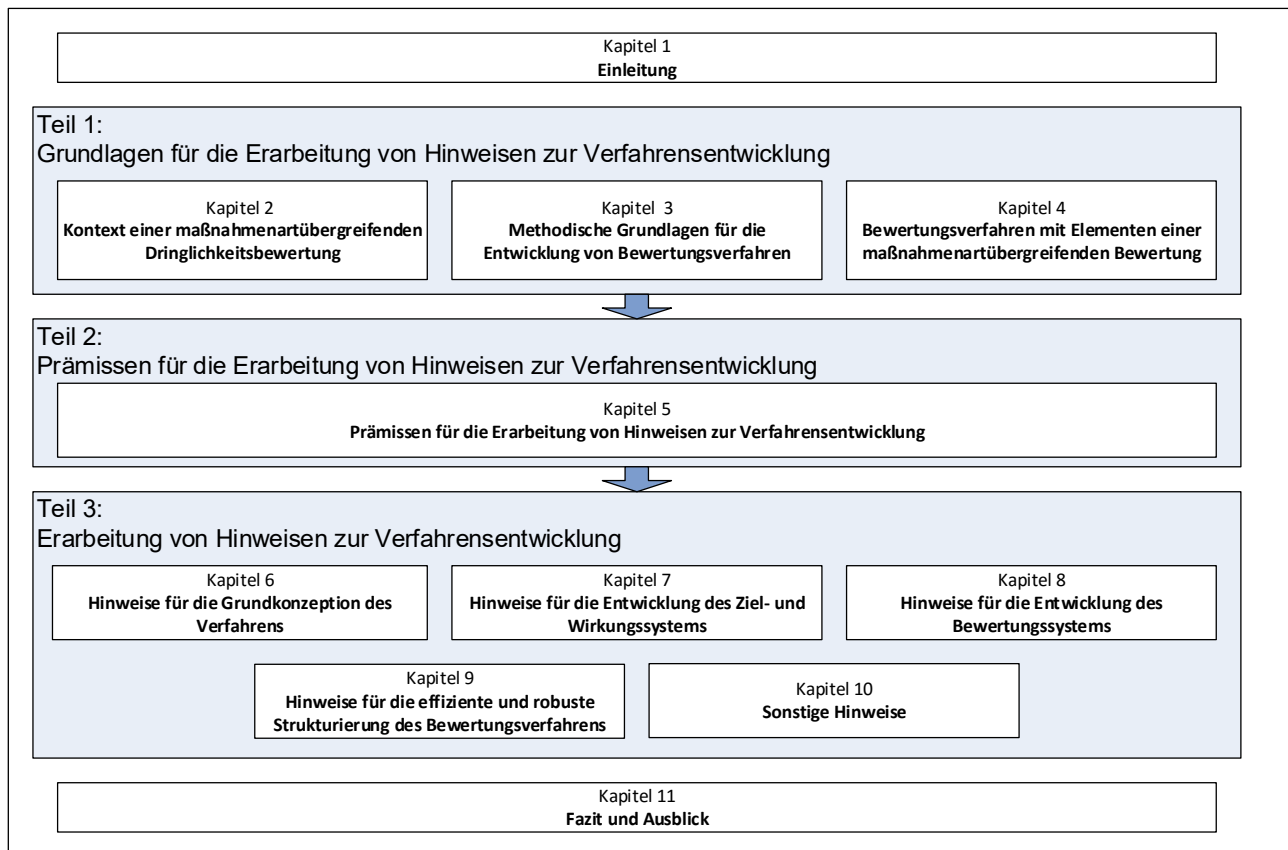 Kapitel 1
Einleitung
Teil 1:
Grundlagen für die Erarbeitung von Hinweisen zur Verfahrensentwicklung
Kapitel 2
Kontext einer maßnahmenartübergreifenden
Dringlichkeitsbewertung
Kapitel 3
Methodische Grundlagen für die
Entwicklung von Bewertungsverfahren
Kapitel 4
Bewertungsverfahren mit Elementen einer
maßnahmenartübergreifenden Bewertung
Teil 2:
Prämissen für die Erarbeitung von Hinweisen zur Verfahrensentwicklung
Kapitel 5
Prämissen für die Erarbeitung von Hinweisen zur Verfahrensentwicklung
Teil 3:
Erarbeitung von Hinweisen zur Verfahrensentwicklung
Kapitel 6
Hinweise für die Grundkonzeption des
Verfahrens
Kapitel 7
Hinweise für die Entwicklung des Ziel- und
Wirkungssystems
Kapitel 8
Hinweise für die Entwicklung des
Bewertungssystems
Kapitel 9
Hinweise für die effiziente und robuste
Strukturierung des Bewertungsverfahrens
Kapitel 10
Sonstige Hinweise
Kapitel 11
Fazit und Ausblick